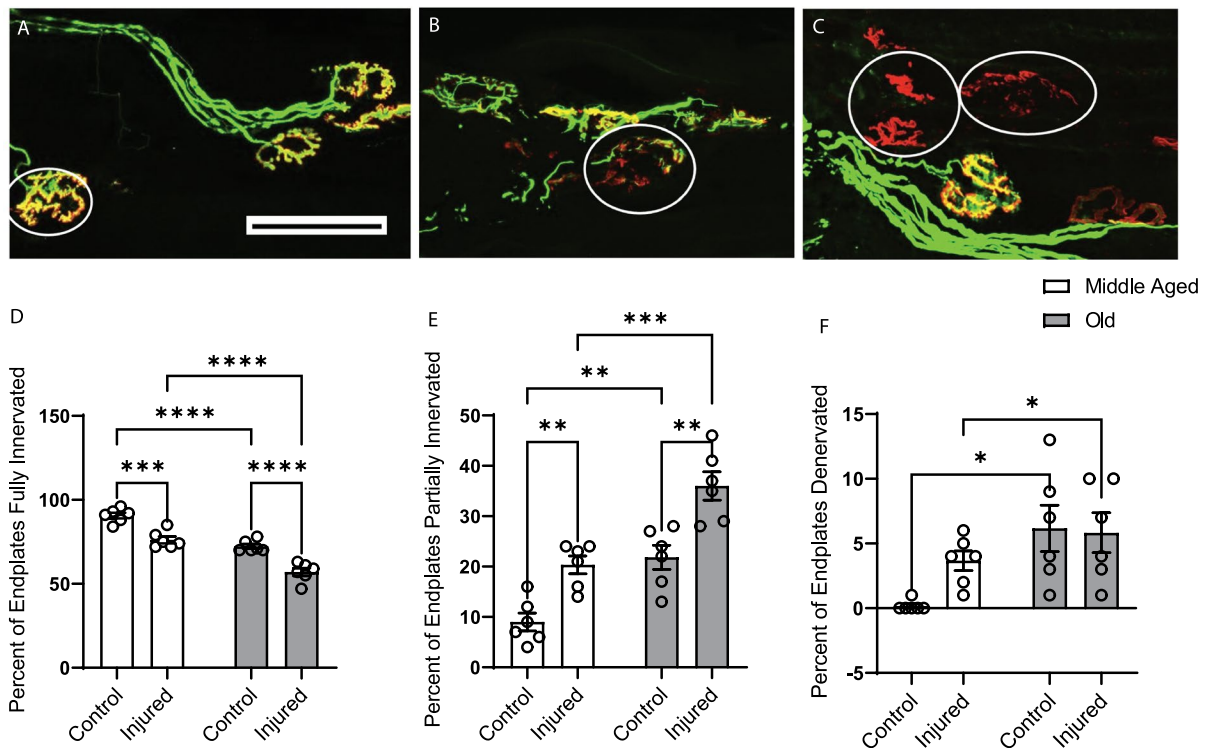 A
B
C
Middle Aged
Old
D
Percent of Endplates Fully Innervated
150
100
50
0
****
****
***
****
Control
Injured
Control
Injured
E
Percent of Endplates Partially Innervated
50
40
30
20
10
0
***
**
**
**
Control
Injured
Control
Injured
F
Percent of Endplates Denervated
15
10
5
0
-5
*
*
Control
Injured
Control
Injured